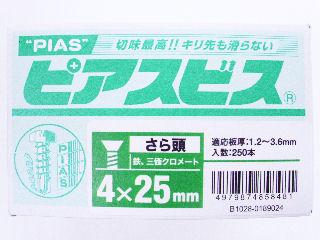 "PIAS"
切味最高!! キリ先も滑らない
ピアスビス®
PIAS
さら頭
鉄、三価クロメート
4×25mm
適応板厚:1.2~3.6mm
入数:250本
4979874858481
B1028-0189024